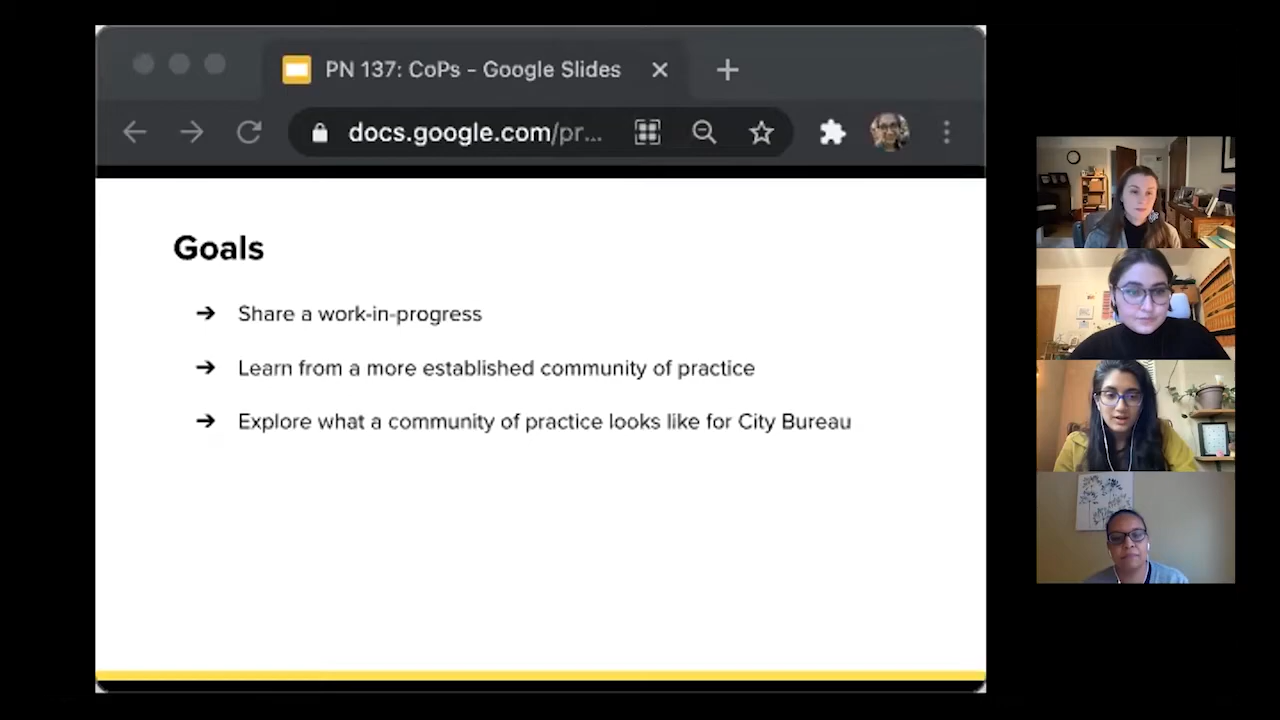 PN 137: CoPs - Google Slides
docs.google.com/pr...
Goals
➔ Share a work-in-progress
➔ Learn from a more established community of practice
➔ Explore what a community of practice looks like for City Bureau